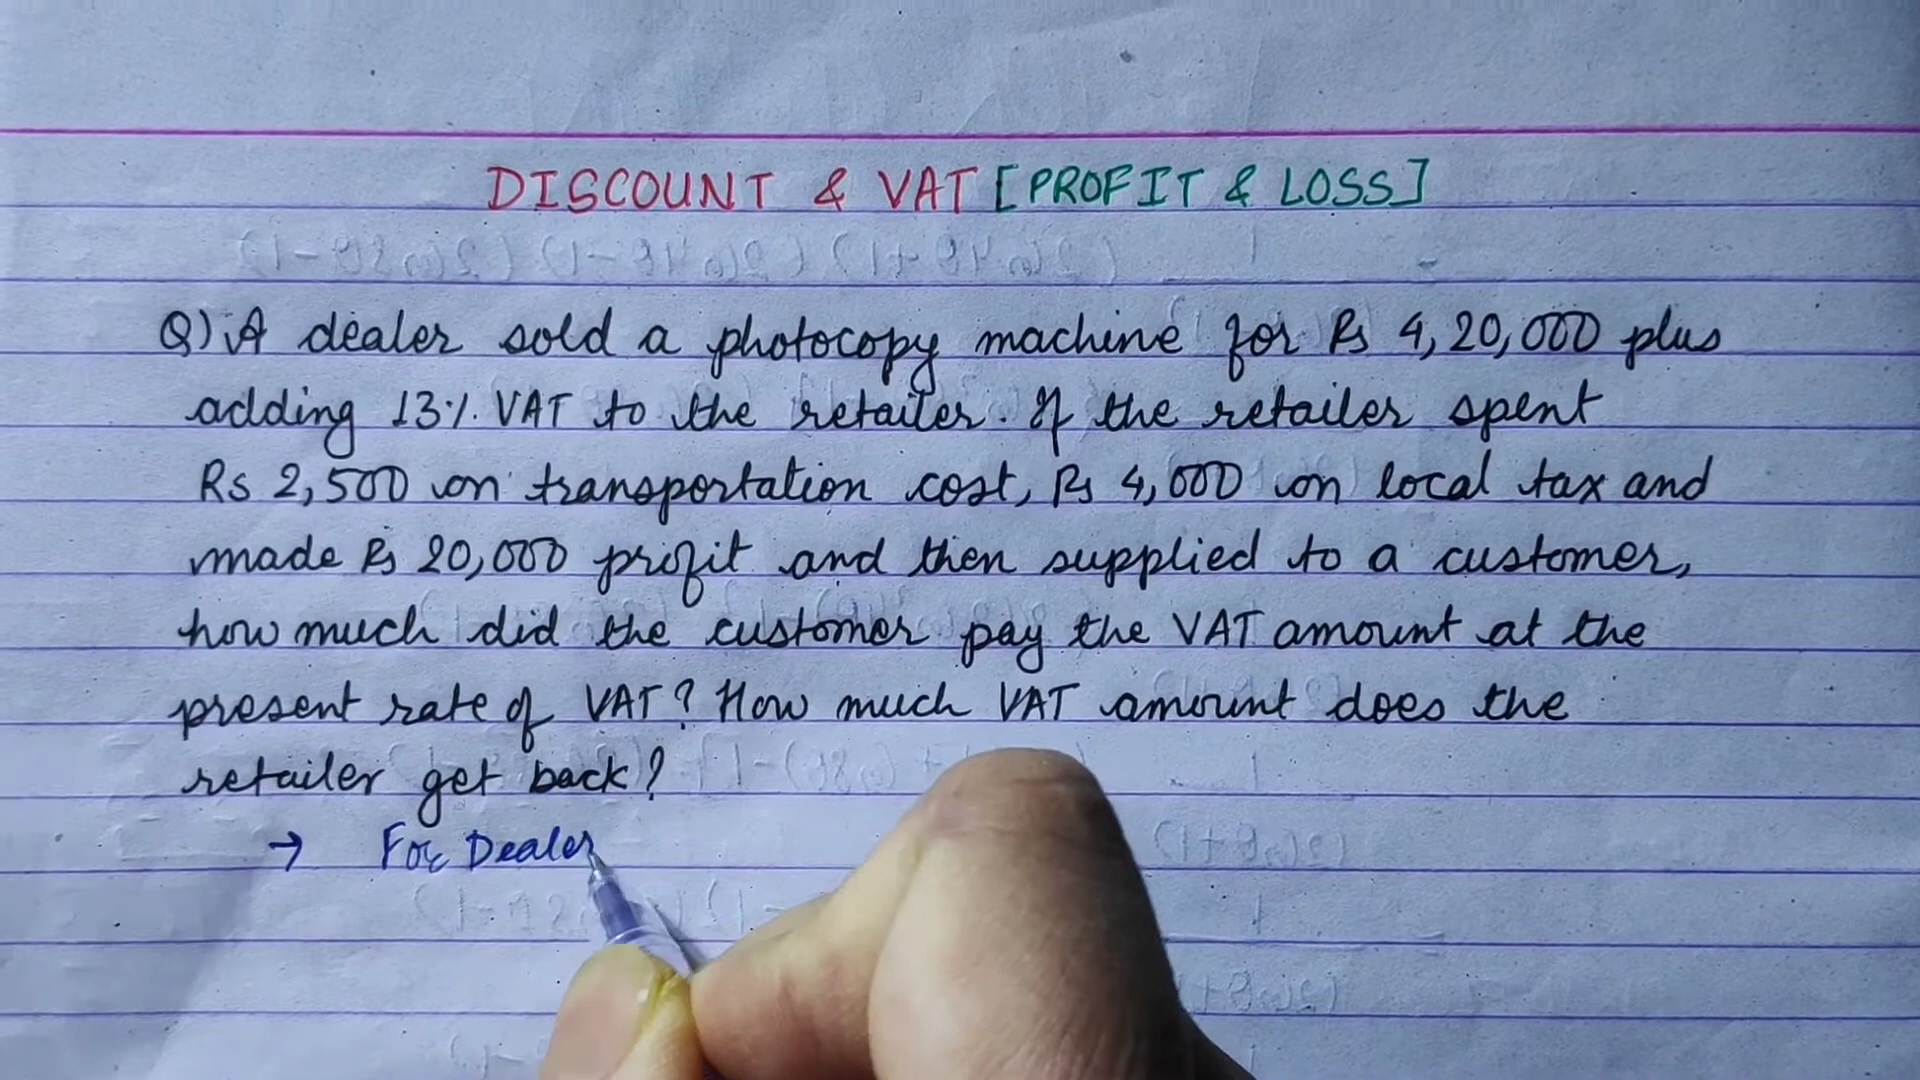 DISCOUNT & VAT [PROFIT & LOSS]
Q) A dealer sold a photocopy machine for Rs 4,20,000 plus
adding 13% VAT to the retailer. If the retailer spent
Rs 2,500 on transportation cost, Rs 4,000 on local tax and
made Rs 20,000 profit and then supplied to a customer,
how much did the customer pay the VAT amount at the
present rate of VAT? How much VAT amount does the
retailer get back?
→ For Dealer